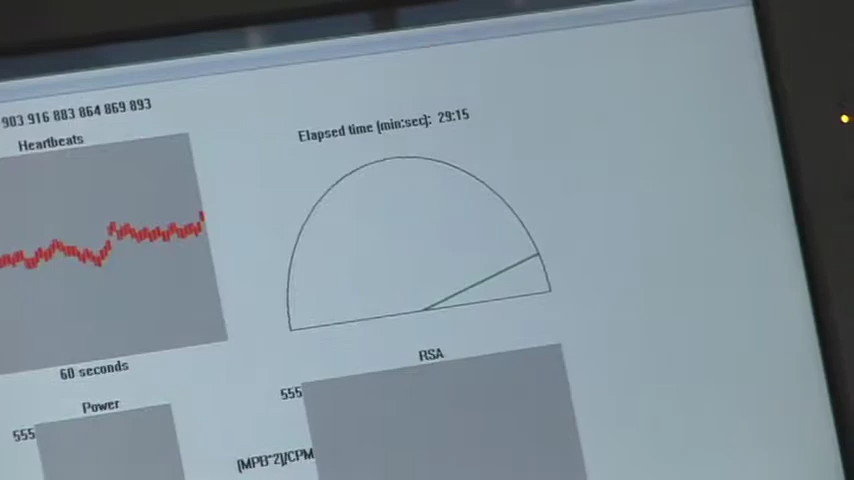 903 916 883 864 869 893
Heartbeats
Elapsed time (min:sec): 29:15
60 seconds
RSA
Power
555
555
(MPB^2)/CPM